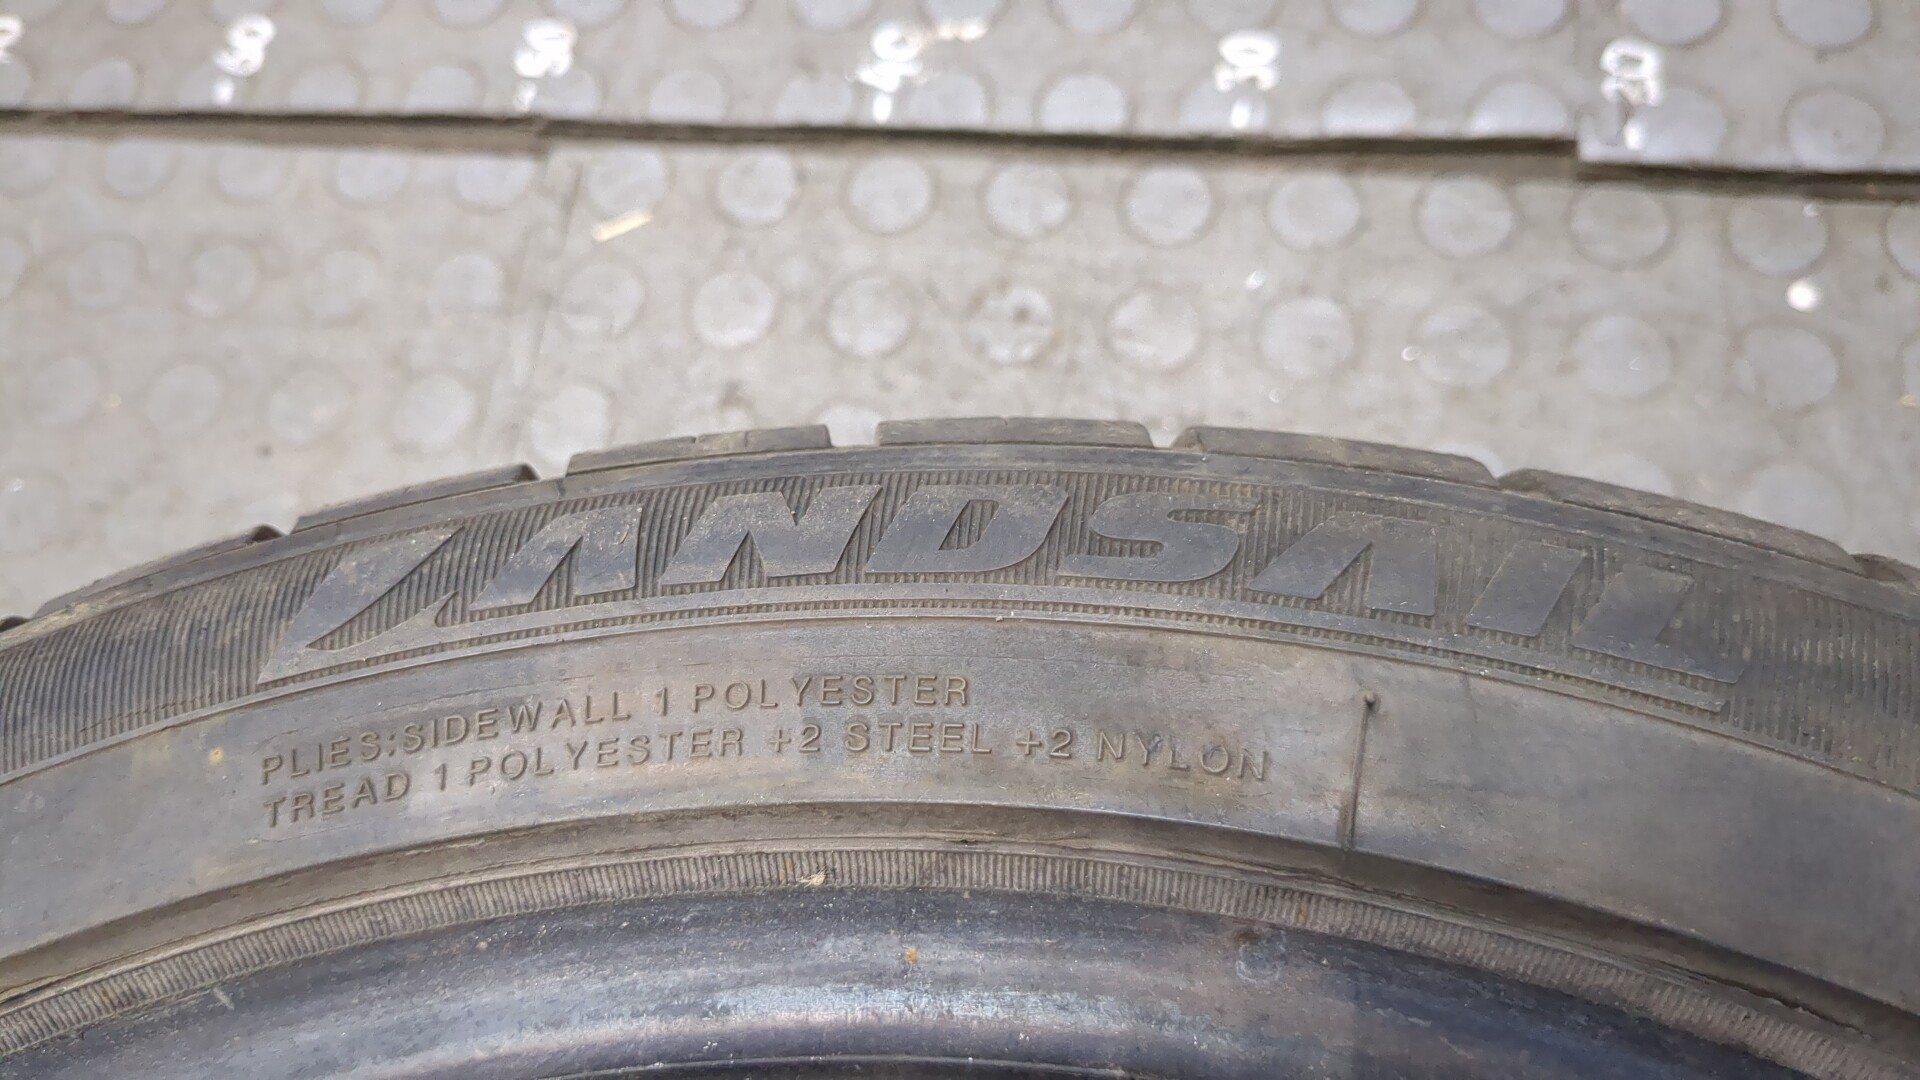 LANDSAIL
PLIES:SIDEWALL 1 POLYESTER
TREAD 1 POLYESTER +2 STEEL +2 NYLON